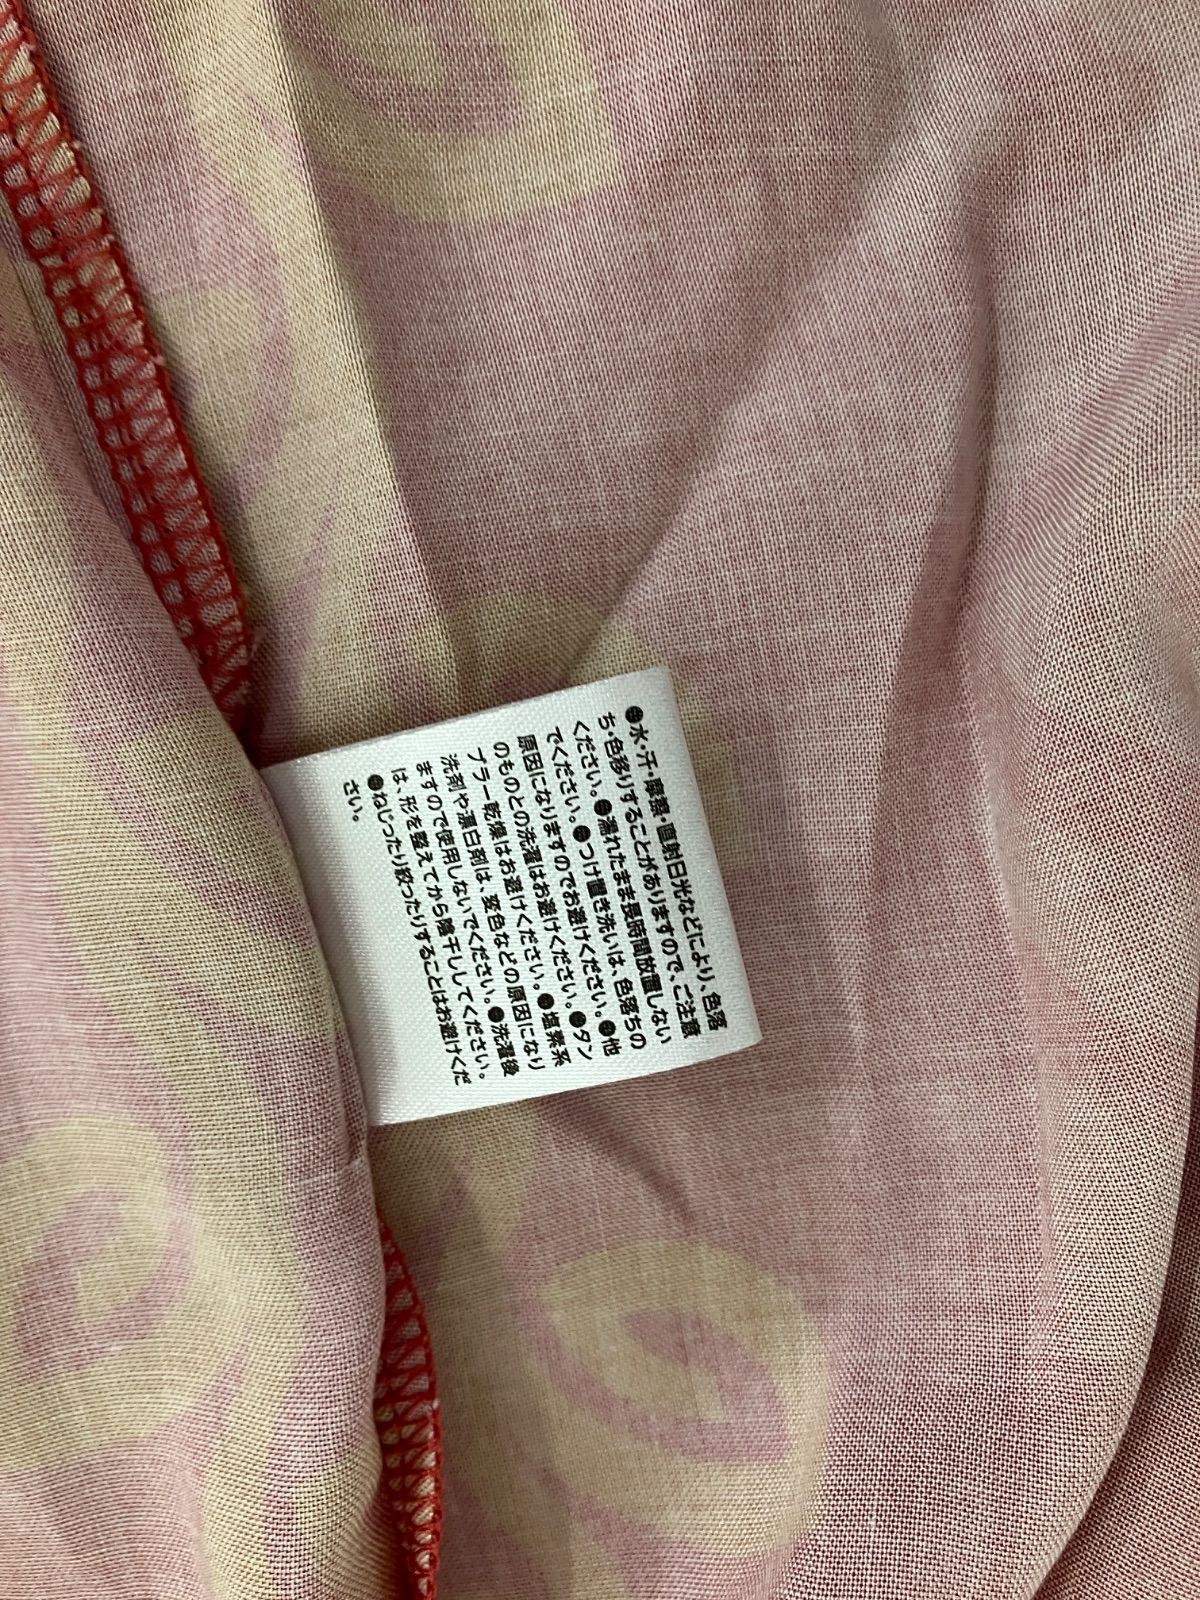 ●水・汗・摩擦・直射日光などにより、色落
ち・色移りすることがありますので、ご注意
ください。●濡れたまま長時間放置しない
でください。●つけ置き洗いは、色落ちの
原因になりますのでお避けください。●他
のものとの洗濯はお避けください。●タン
ブラー乾燥はお避けください。●塩素系
洗剤や漂白剤は、変色などの原因になり
ますので使用しないでください。●洗濯後
は、形を整えてから陰干ししてください。
●ねじったり絞ったりすることはお避けくだ
さい。